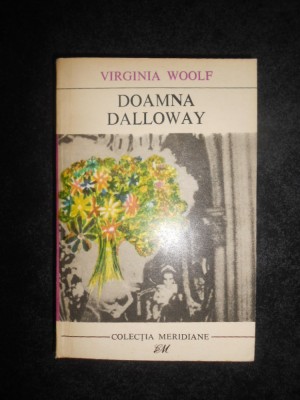 VIRGINIA WOOLF
DOAMNA
DALLOWAY
COLECȚIA MERIDIANE